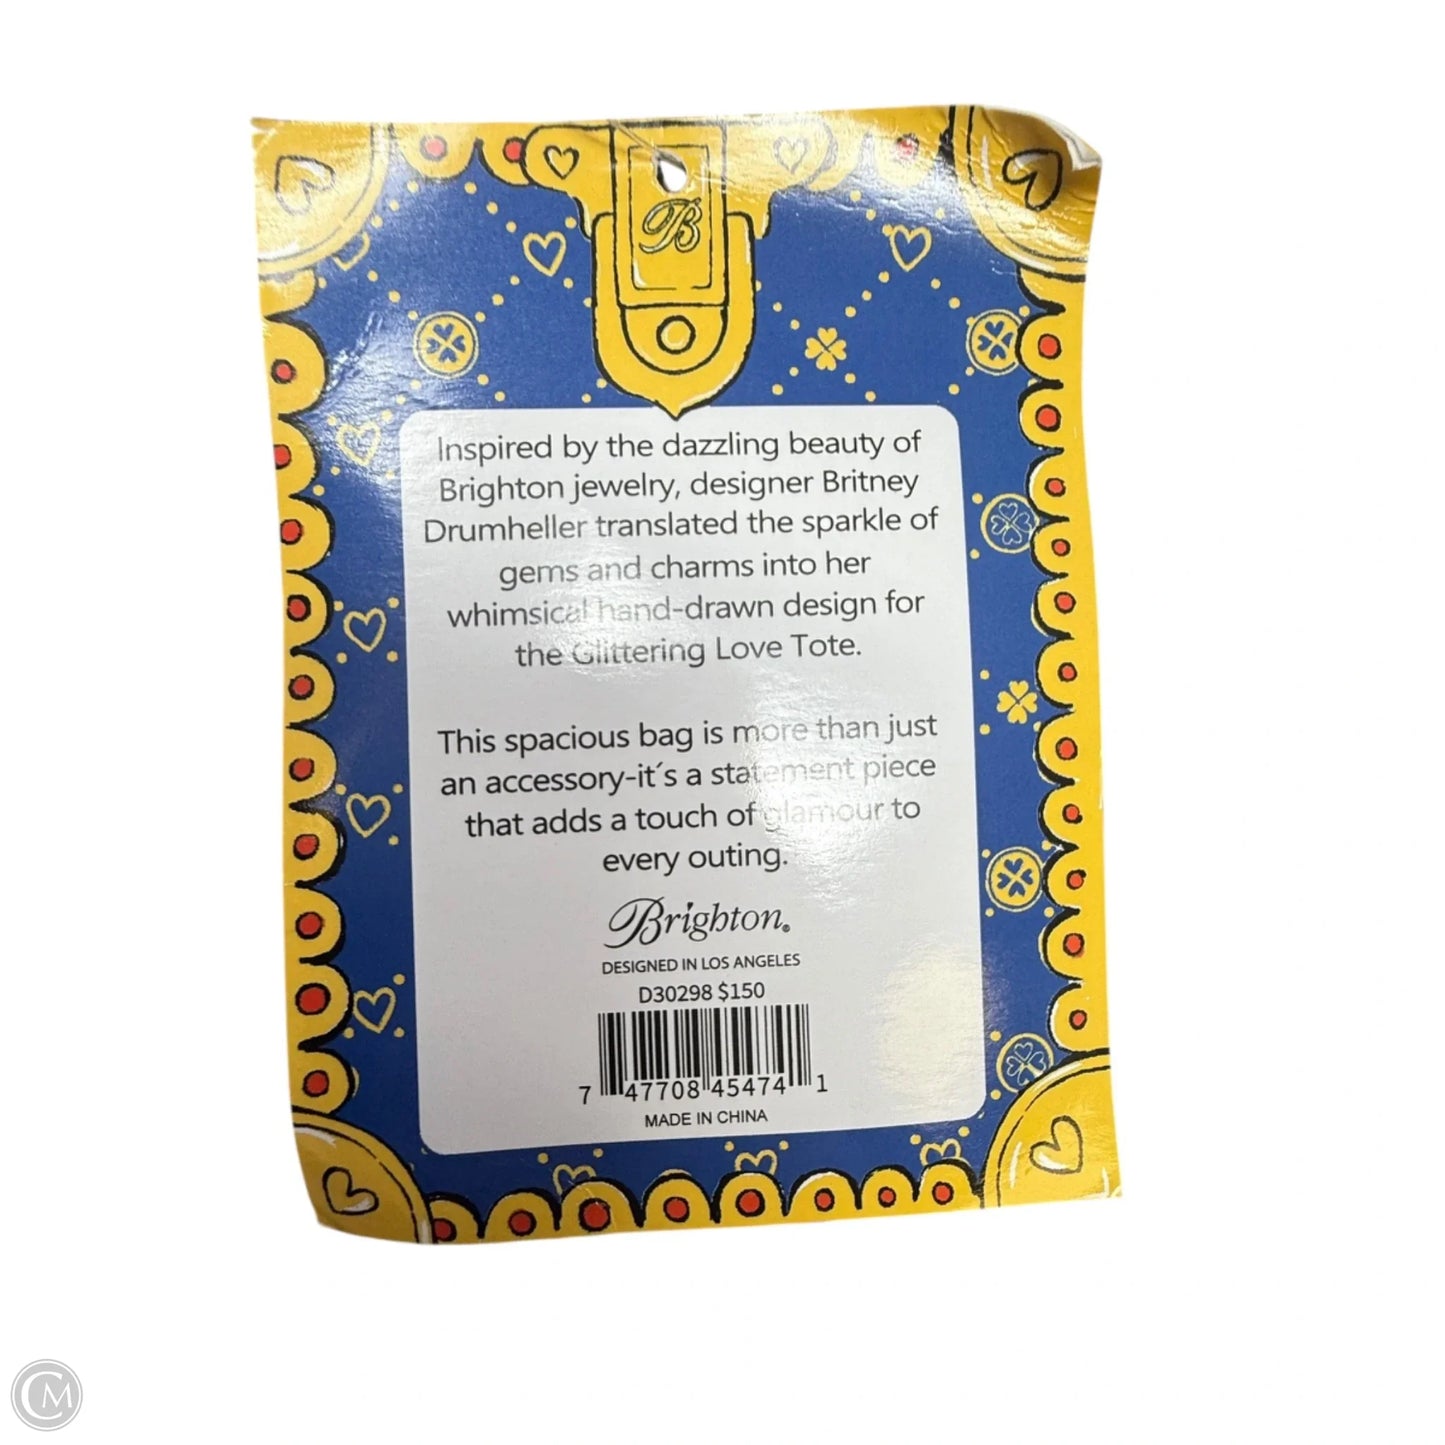 B
Inspired by the dazzling beauty of
Brighton jewelry, designer Britney
Drumheller translated the sparkle of
gems and charms into her
whimsical hand-drawn design for
the Glittering Love Tote.
This spacious bag is more than just
an accessory-it´s a statement piece
that adds a touch of glamour to
every outing.
Brighton®
DESIGNED IN LOS ANGELES
D30298 $150
7 47708 45474 1
MADE IN CHINA
CM